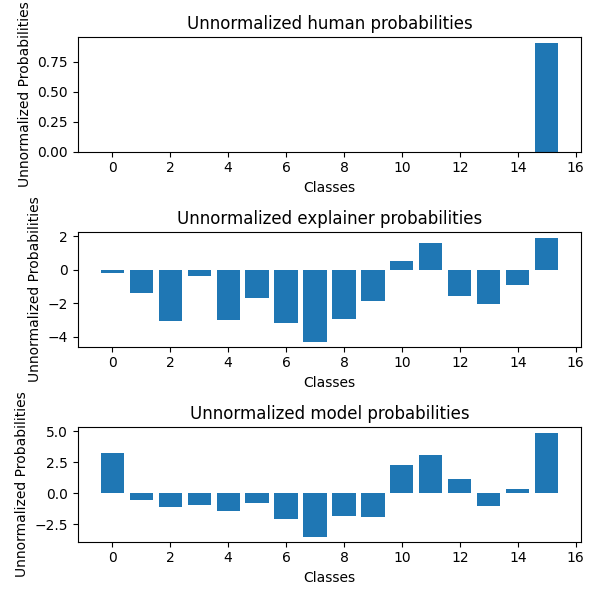 Unnormalized human probabilities
Unnormalized Probabilities
0.75
0.50
0.25
0.00
0 2 4 6 8 10 12 14 16
Classes
Unnormalized explainer probabilities
Unnormalized Probabilities
2
0
−2
−4
0 2 4 6 8 10 12 14 16
Classes
Unnormalized model probabilities
Unnormalized Probabilities
5.0
2.5
0.0
−2.5
0 2 4 6 8 10 12 14 16
Classes